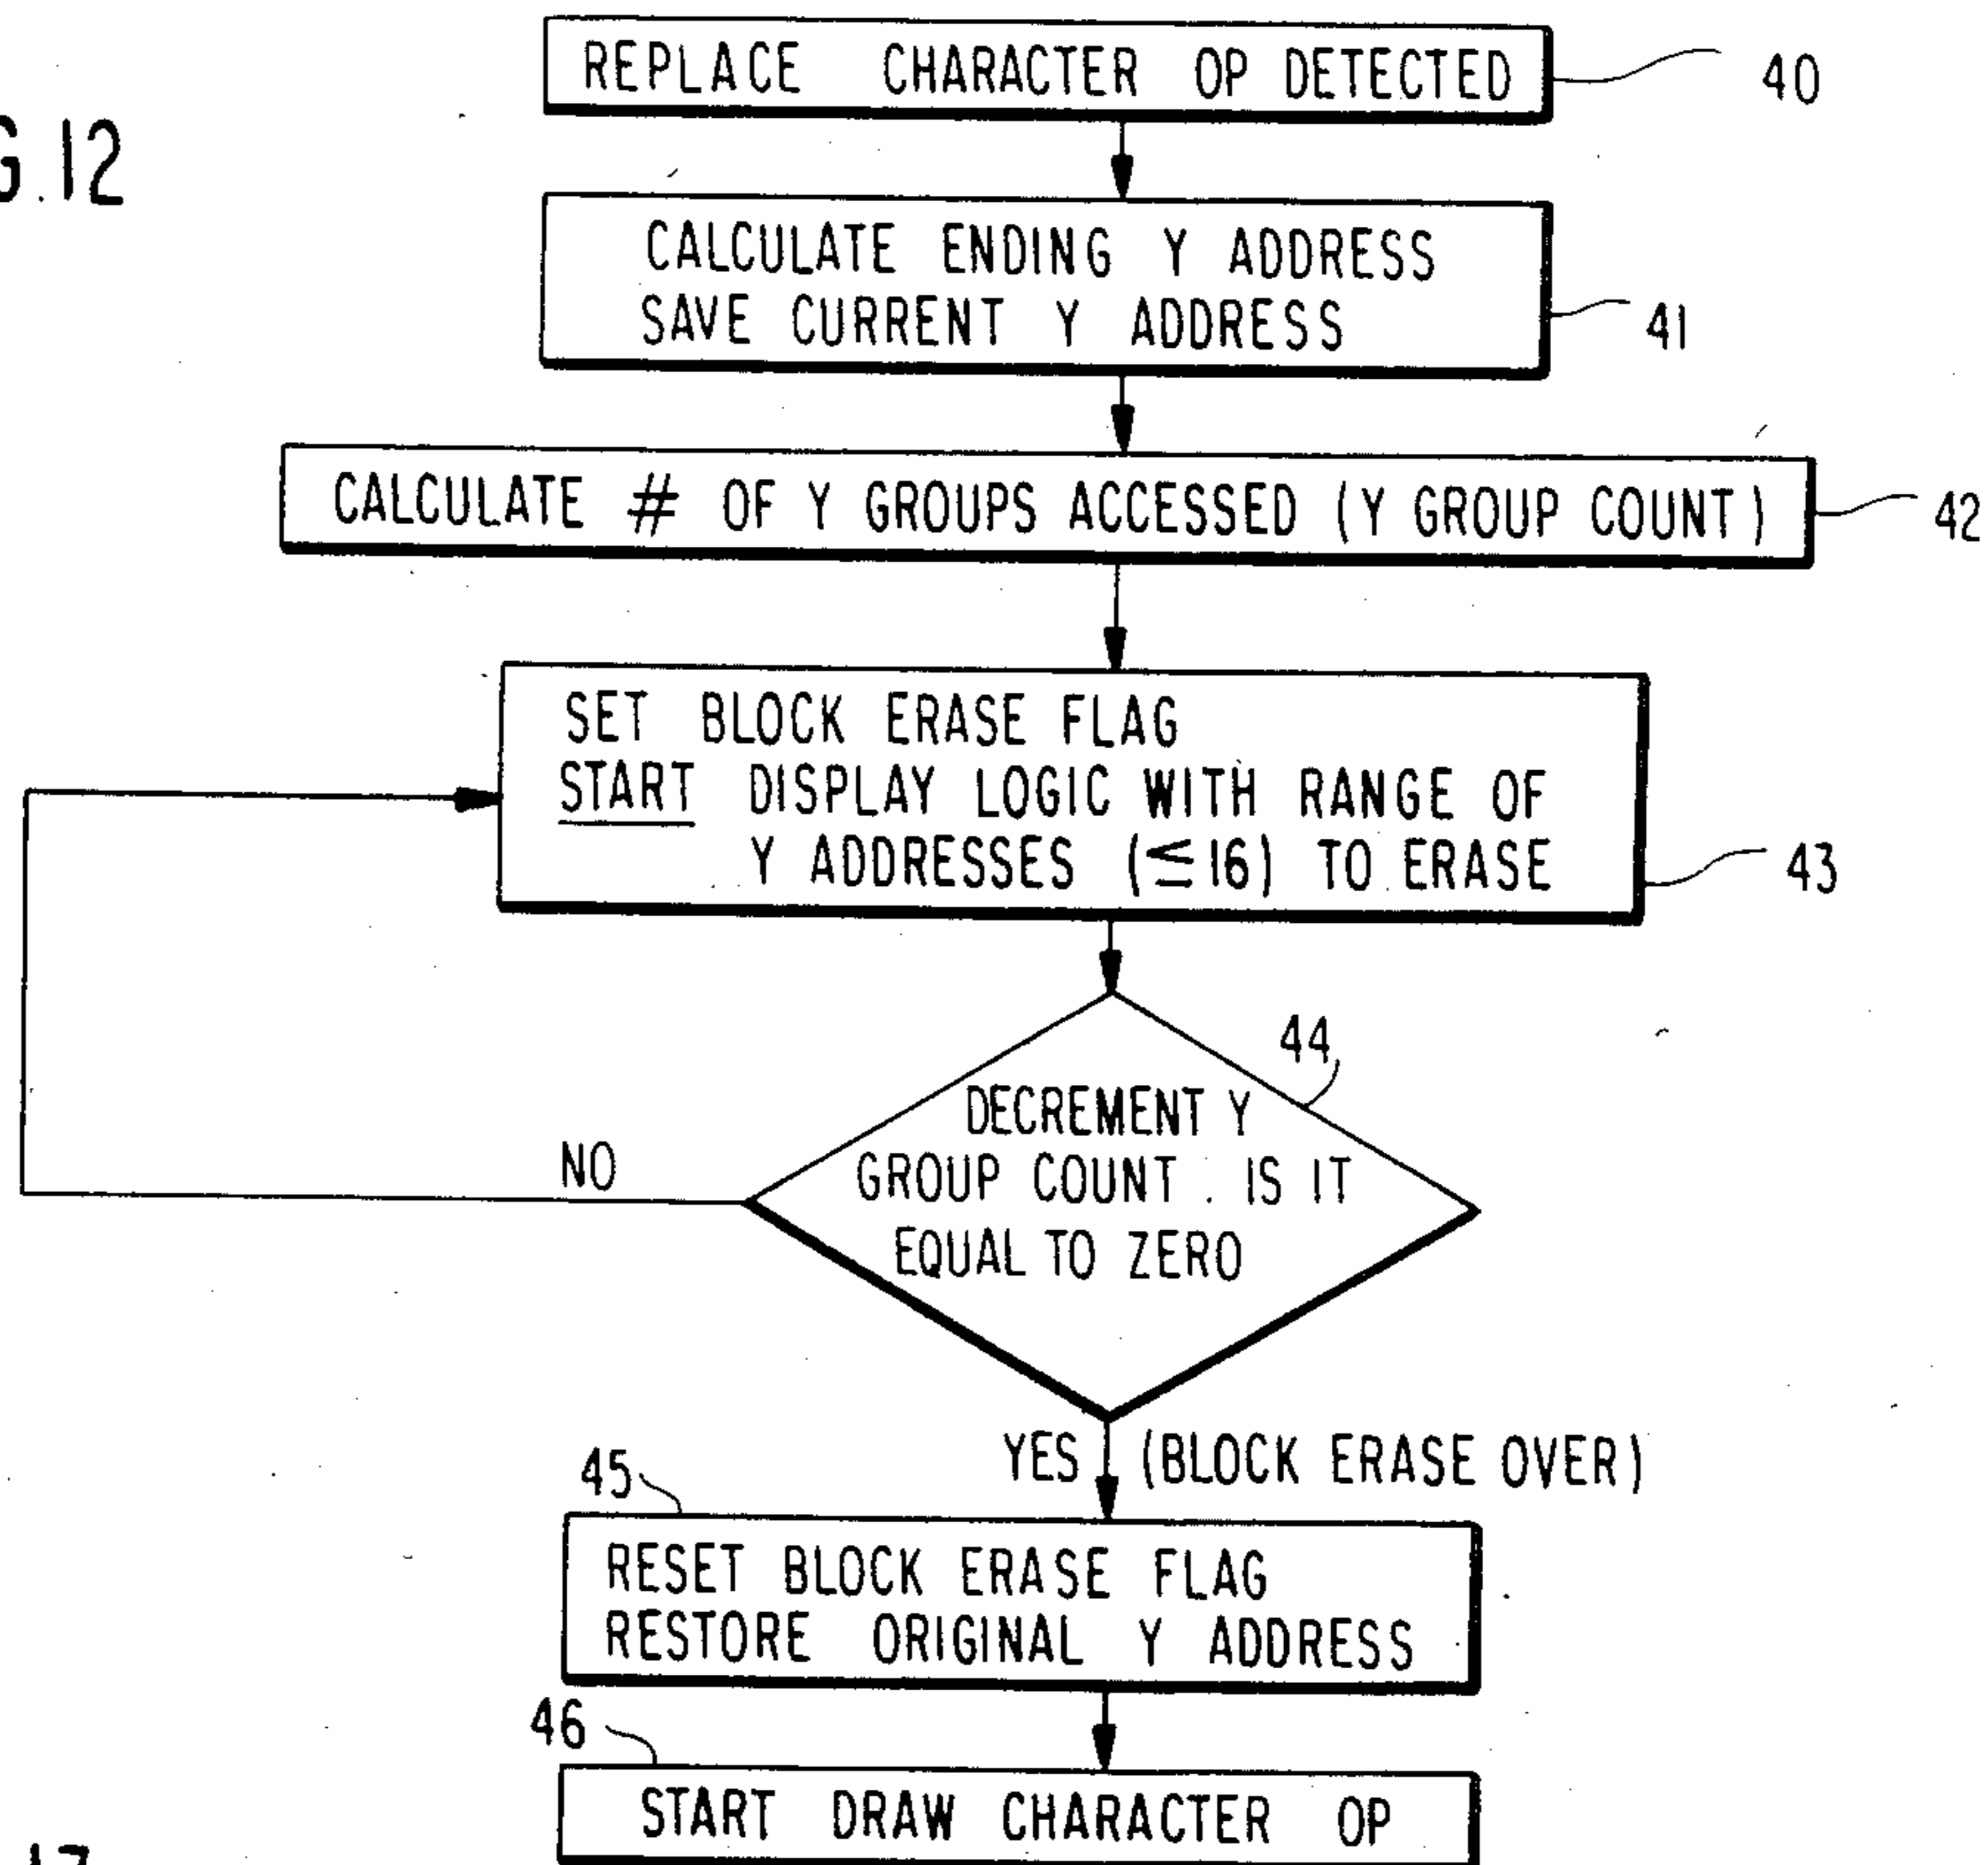 REPLACE CHARACTER OP DETECTED
40
G.12
CALCULATE ENDING Y ADDRESS
SAVE CURRENT Y ADDRESS
41
CALCULATE # OF Y GROUPS ACCESSED (Y GROUP COUNT)
42
SET BLOCK ERASE FLAG
START DISPLAY LOGIC WITH RANGE OF
Y ADDRESSES (≤16) TO ERASE
43
44
DECREMENT Y
GROUP COUNT. IS IT
EQUAL TO ZERO
NO
YES (BLOCK ERASE OVER)
45
RESET BLOCK ERASE FLAG
RESTORE ORIGINAL Y ADDRESS
46
START DRAW CHARACTER OP